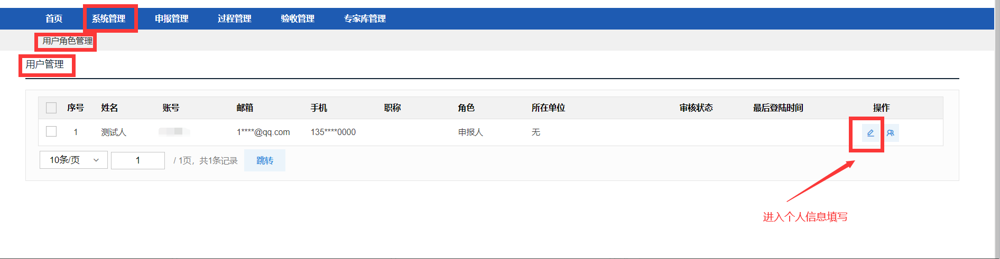 首页 系统管理 申报管理 过程管理 验收管理 专家库管理
用户角色管理
用户管理
序号 姓名 账号 邮箱 手机 职称 角色 所在单位 审核状态 最后登陆时间 操作
1 测试人 1****@qq.com 135****0000 申报人 无
10条/页 1 / 1页，共1条记录 跳转
进入个人信息填写